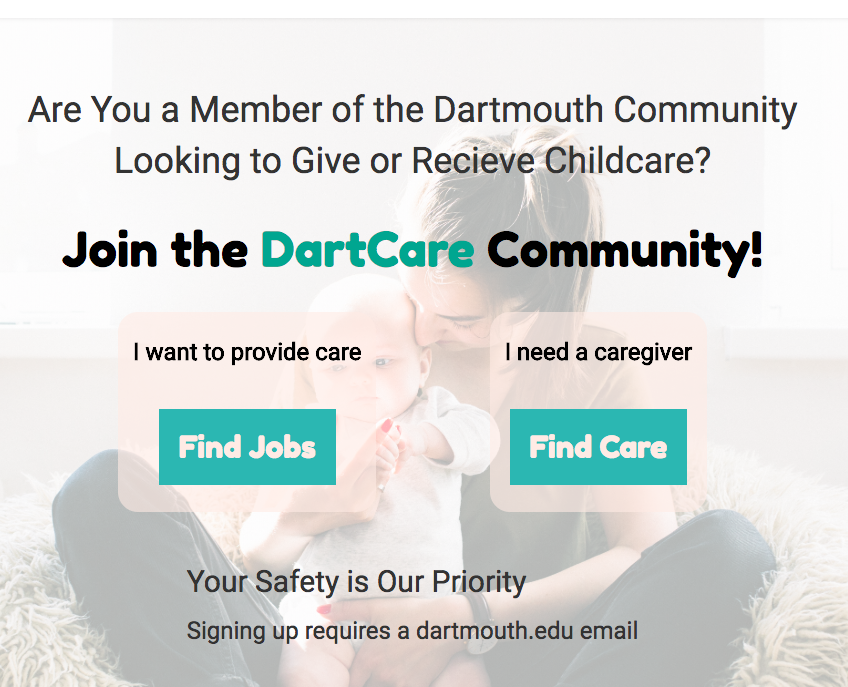 Are You a Member of the Dartmouth Community
Looking to Give or Recieve Childcare?
Join the DartCare Community!
I want to provide care
I need a caregiver
Find Jobs
Find Care
Your Safety is Our Priority
Signing up requires a dartmouth.edu email